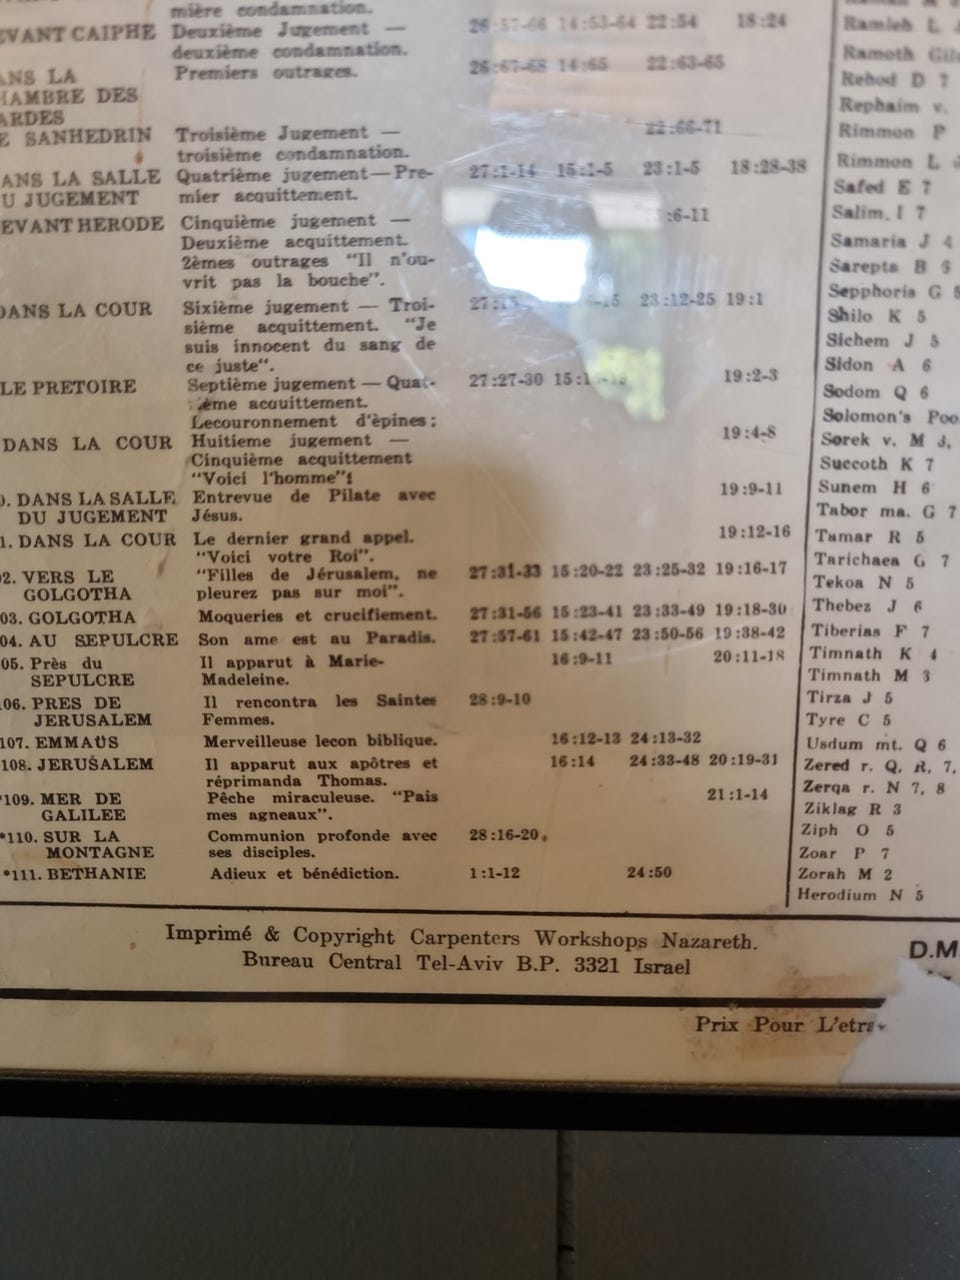 mière condamnation.
EVANT CAIPHE Deuxième Jugement — 26:57-66 14:53-64 22:54 18:24
deuxième condamnation.
ANS LA Premiers outrages. 26:67-68 14:65 22:63-65
HAMBRE DES
ARDES
E SANHEDRIN Troisième Jugement — 22:66-71
troisième condamnation.
ANS LA SALLE Quatrième jugement — Pre- 27:1-14 15:1-5 23:1-5 18:28-38
U JUGEMENT mier acquittement.
EVANT HERODE Cinquième jugement — :6-11
Deuxième acquittement.
2èmes outrages "Il n'ou-
vrit pas la bouche".
DANS LA COUR Sixième jugement — Troi- 23:12-25 19:1
sième acquittement. "Je
suis innocent du sang de
ce juste".
LE PRETOIRE Septième jugement — Quat- 27:27-30 19:2-3
ème acquittement.
Lecouronnement d'èpines;
DANS LA COUR Huitieme jugement — 19:4-8
Cinquième acquittement
"Voici l'homme"!
0. DANS LA SALLE Entrevue de Pilate avec 19:9-11
DU JUGEMENT Jésus.
1. DANS LA COUR Le dernier grand appel. 19:12-16
"Voici votre Roi".
02. VERS LE "Filles de Jérusalem, ne 27:31-33 15:20-22 23:25-32 19:16-17
GOLGOTHA pleurez pas sur moi".
03. GOLGOTHA Moqueries et crucifiement. 27:31-56 15:23-41 23:33-49 19:18-30
04. AU SEPULCRE Son ame est au Paradis. 27:57-61 15:42-47 23:50-56 19:38-42
05. Près du Il apparut à Marie- 16:9-11 20:11-18
SEPULCRE Madeleine.
06. PRES DE Il rencontra les Saintes 28:9-10
JERUSALEM Femmes.
107. EMMAÜS Merveilleuse lecon biblique. 16:12-13 24:13-32
108. JERUSALEM Il apparut aux apôtres et 16:14 24:33-48 20:19-31
réprimanda Thomas.
*109. MER DE Pêche miraculeuse. "Pais 21:1-14
GALILEE mes agneaux".
*110. SUR LA Communion profonde avec 28:16-20
MONTAGNE ses disciples.
*111. BETHANIE Adieux et bénédiction. 1:1-12 24:50
Ramleh L
Ramoth
Rehod D 7
Rephaim v.
Rimmon P
Rimmon L
Safed E 7
Salim, I 7
Samaria J 4
Sarepta B
Sepphoris G 5
Shilo K 5
Sichem J 5
Sidon A 6
Sodom Q 6
Solomon's Poo
Sorek v. M J,
Succoth K 7
Sunem H 6
Tabor ma. G 7
Tamar R 5
Tarichaea G 7
Tekoa N 5
Thebez J 6
Tiberias F 7
Timnath K 4
Timnath M 3
Tirza J 5
Tyre C 5
Usdum mt. Q 6
Zered r. Q, R, 7,
Zerqa r. N 7, 8
Ziklag R 3
Ziph O 5
Zoar P 7
Zorah M 2
Herodium N 5
Imprimé & Copyright Carpenters Workshops Nazareth.
Bureau Central Tel-Aviv B.P. 3321 Israel
D.M.
Prix Pour L'etra